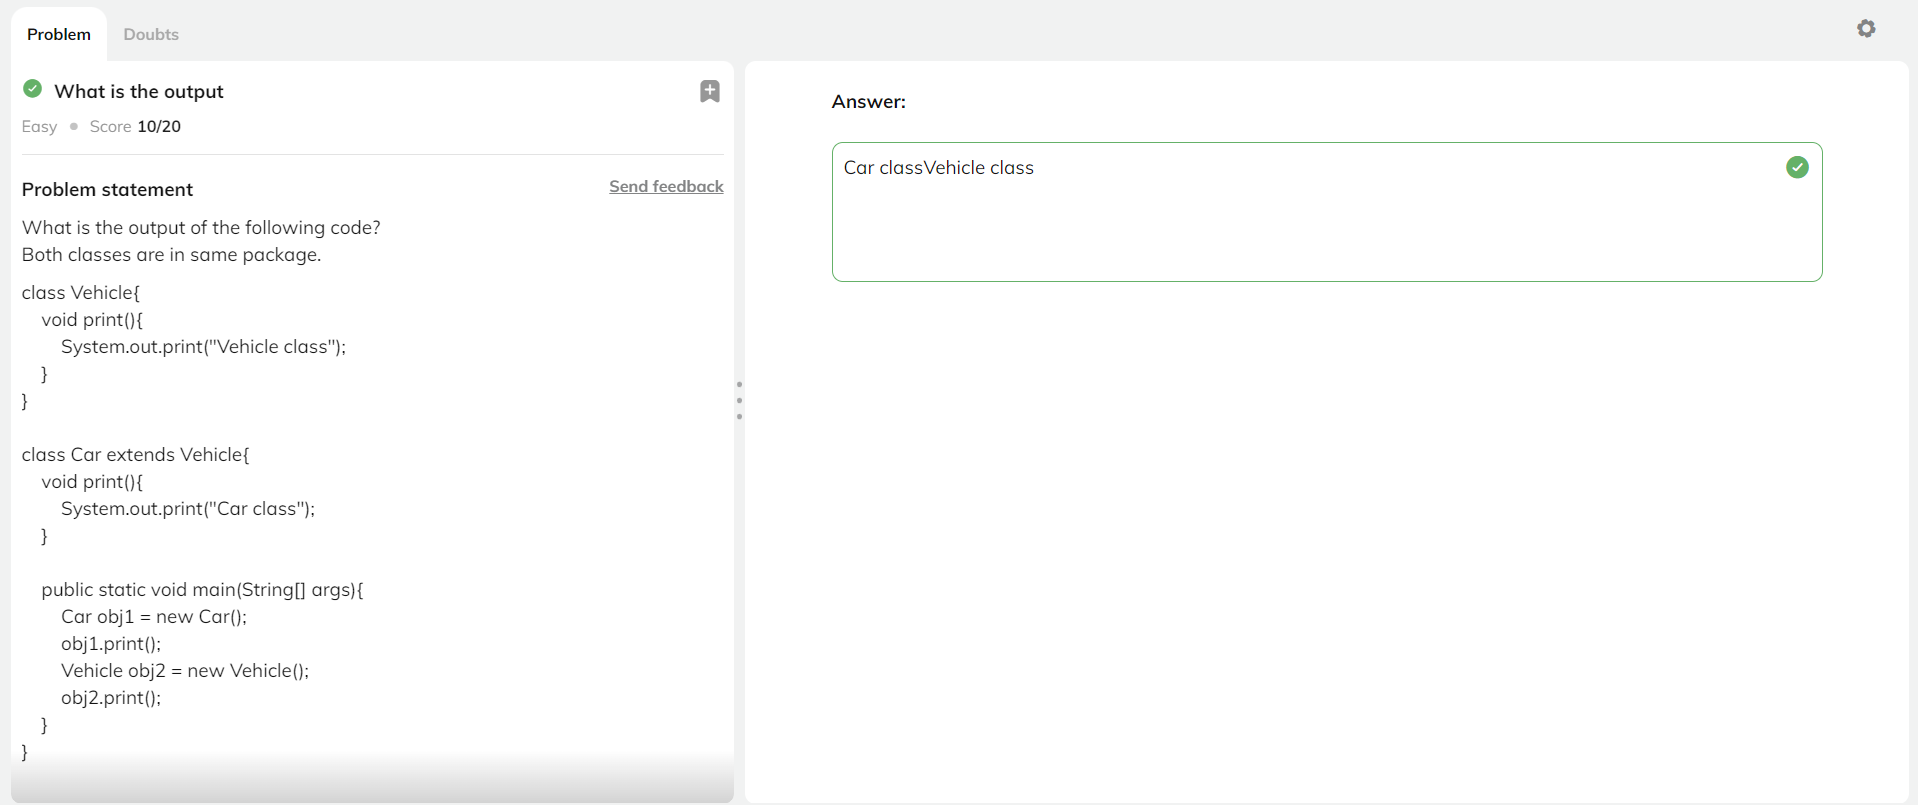 Problem
Doubts
What is the output
Easy Score 10/20
Problem statement
Send feedback
What is the output of the following code?
Both classes are in same package.
class Vehicle{
    void print(){
        System.out.print("Vehicle class");
    }
}

class Car extends Vehicle{
    void print(){
        System.out.print("Car class");
    }

    public static void main(String[] args){
        Car obj1 = new Car();
        obj1.print();
        Vehicle obj2 = new Vehicle();
        obj2.print();
    }
}
Answer:
Car classVehicle class